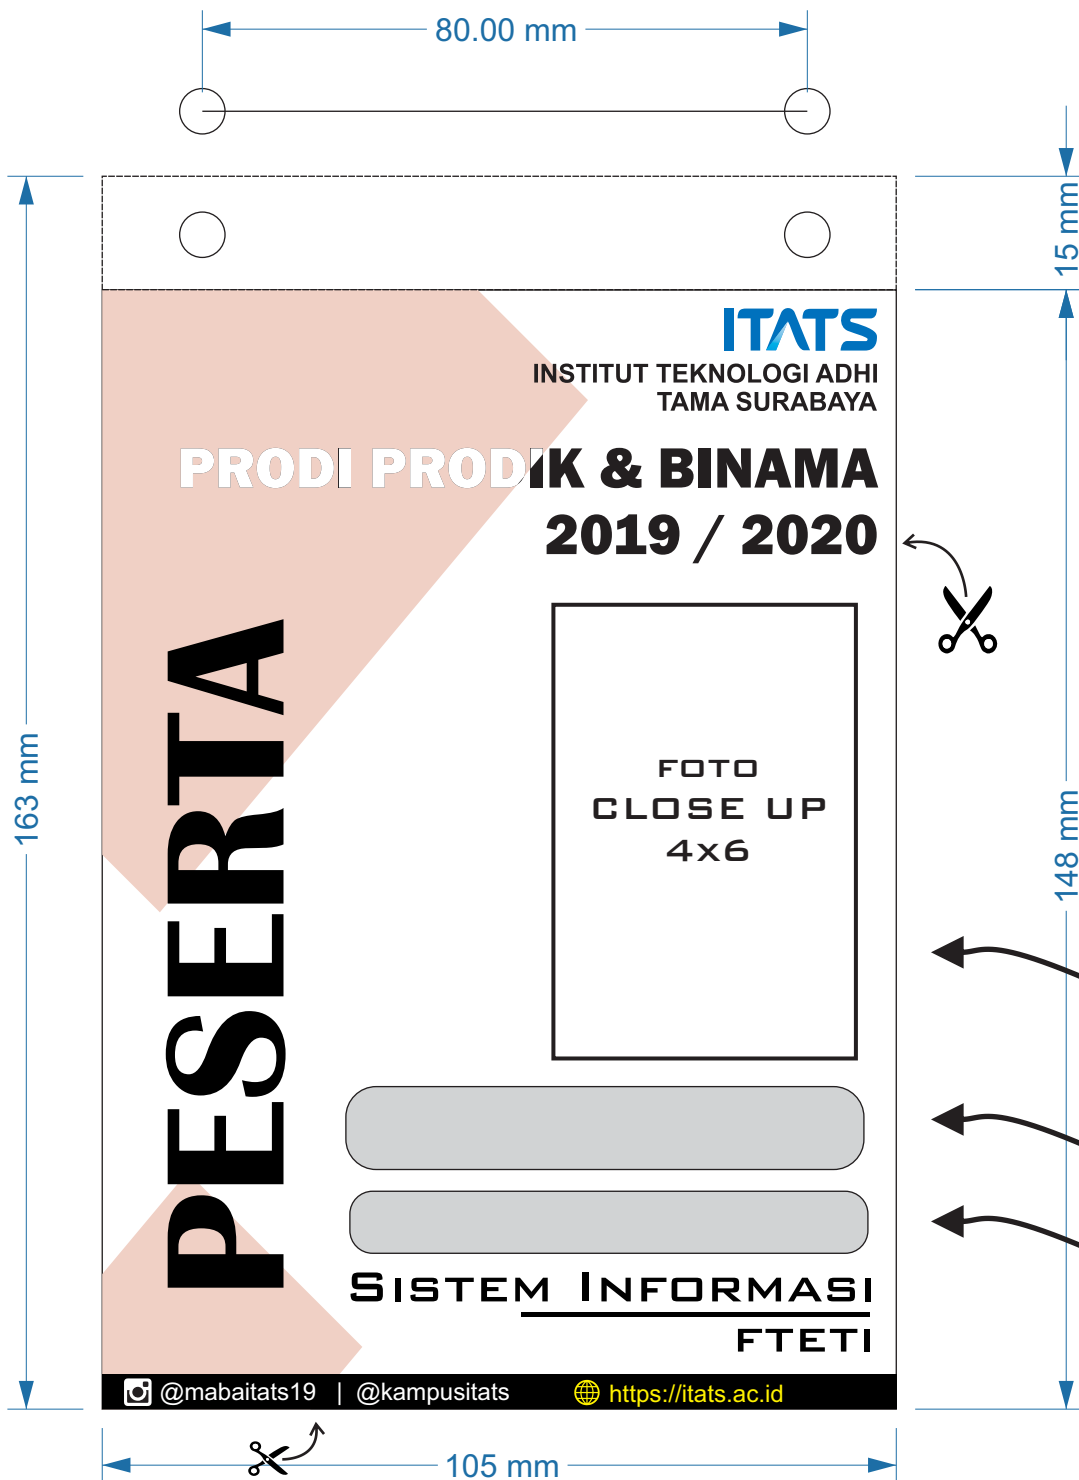 80.00 mm
15 mm
ITATS
INSTITUT TEKNOLOGI ADHI
TAMA SURABAYA
PRODI PRODIK & BINAMA
2019 / 2020
PESERTA
163 mm
FOTO
CLOSE UP
4x6
148 mm
SISTEM INFORMASI
FTETI
@mabaitats19 | @kampusitats https://itats.ac.id
105 mm